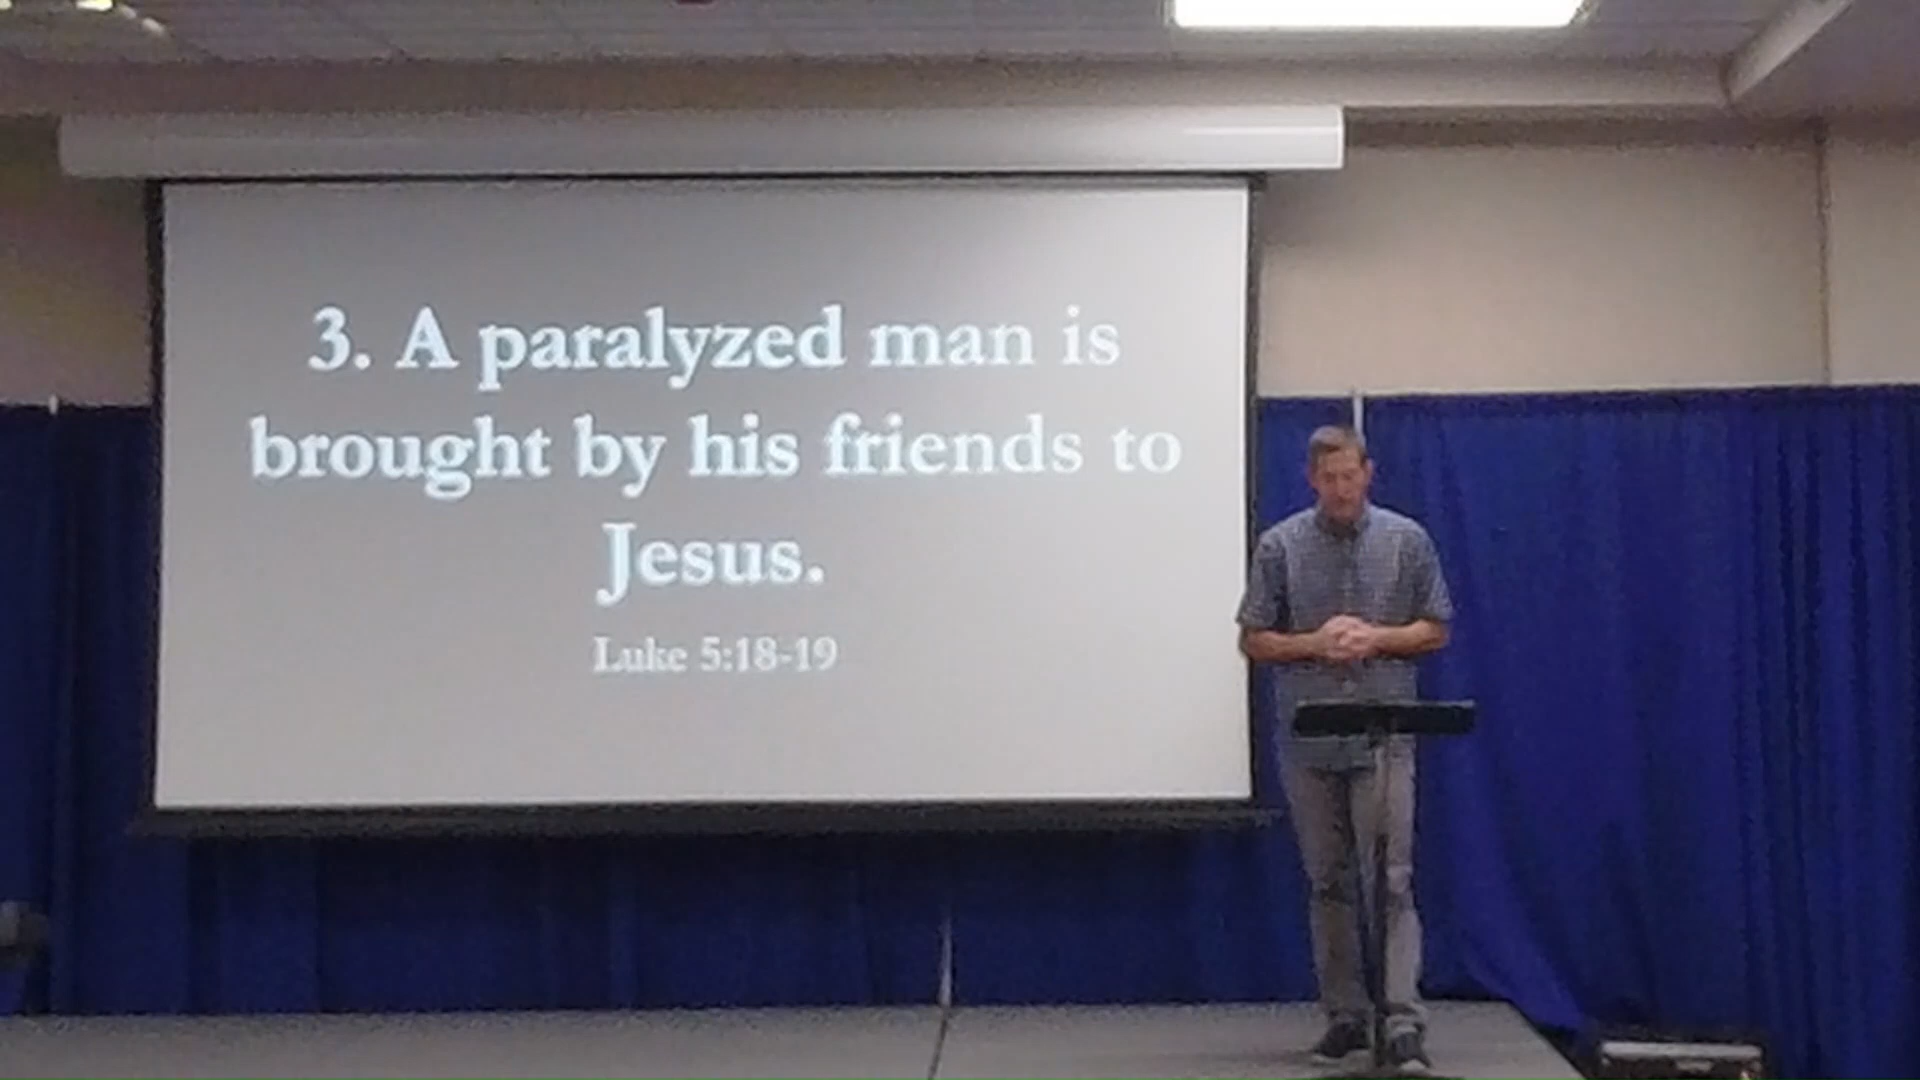 3. A paralyzed man is
brought by his friends to
Jesus.
Luke 5:18-19